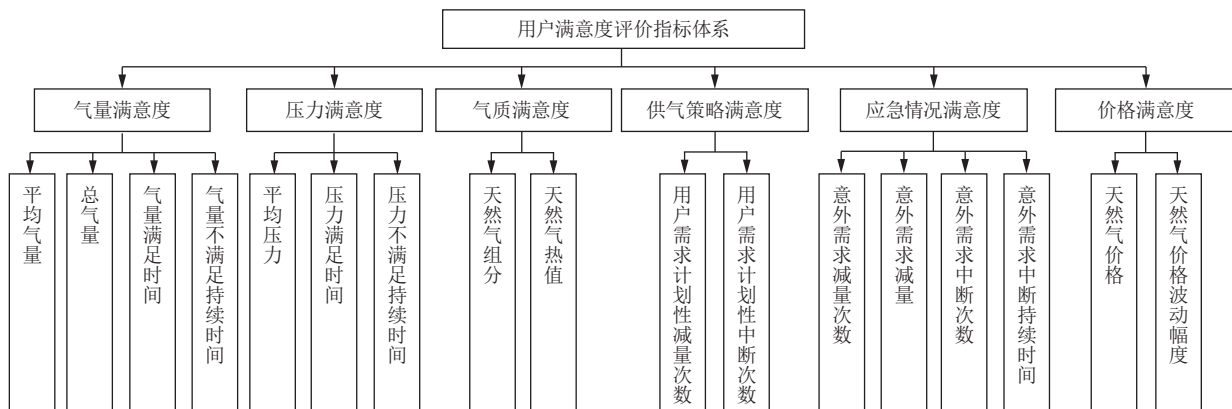 用户满意度评价指标体系
气量满意度
压力满意度
气质满意度
供气策略满意度
应急情况满意度
价格满意度
平均气量
总气量
气量满足时间
气量不满足持续时间
平均压力
压力满足时间
压力不满足持续时间
天然气组分
天然气热值
用户需求计划性减量次数
用户需求计划性中断次数
意外需求减量次数
意外需求减量
意外需求中断次数
意外需求中断持续时间
天然气价格
天然气价格波动幅度